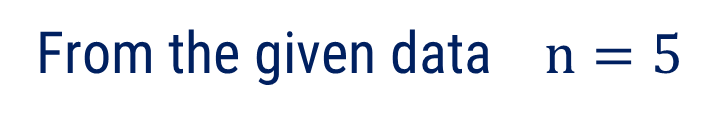 From the given data n = 5